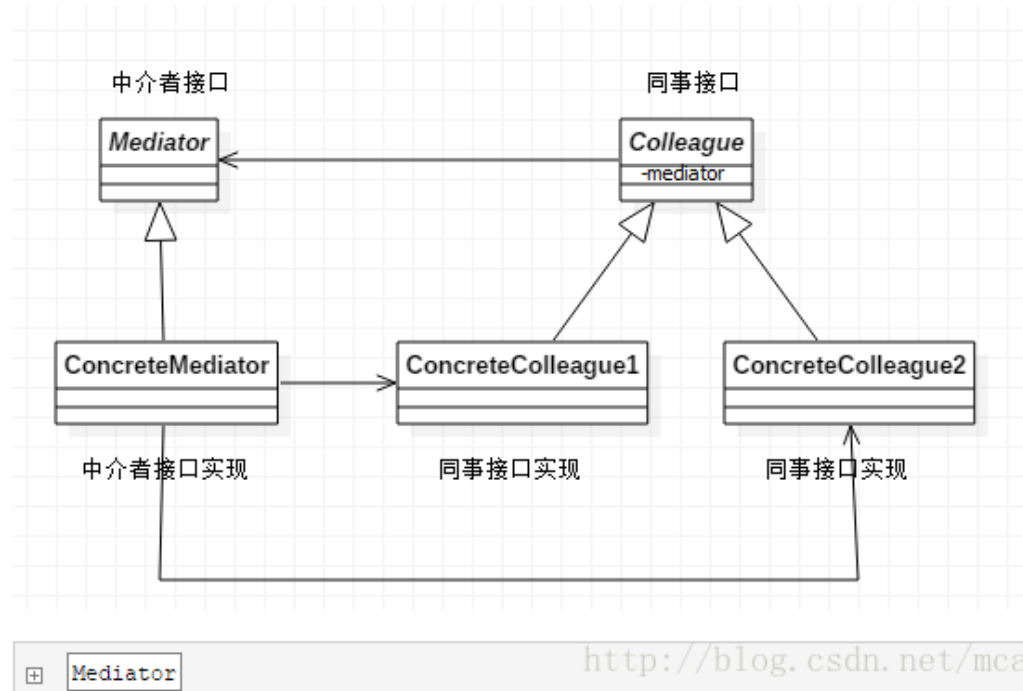 中介者接口
同事接口
Mediator
Colleague
-mediator
ConcreteMediator
ConcreteColleague1
ConcreteColleague2
中介者接口实现
同事接口实现
同事接口实现
Mediator
http://blog.csdn.net/mca